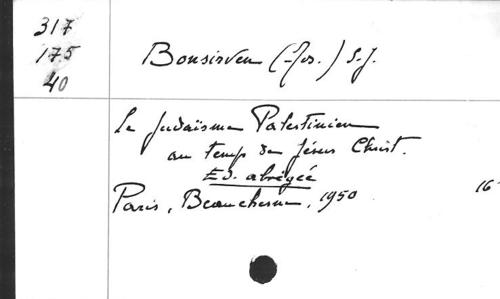 317
175
40
Bonsirven (Jos.) S.J.
Le Judaïsme Palestinien
au temps de Jésus Christ.
Ed. abrégée
Paris, Beauchesne, 1950
16°